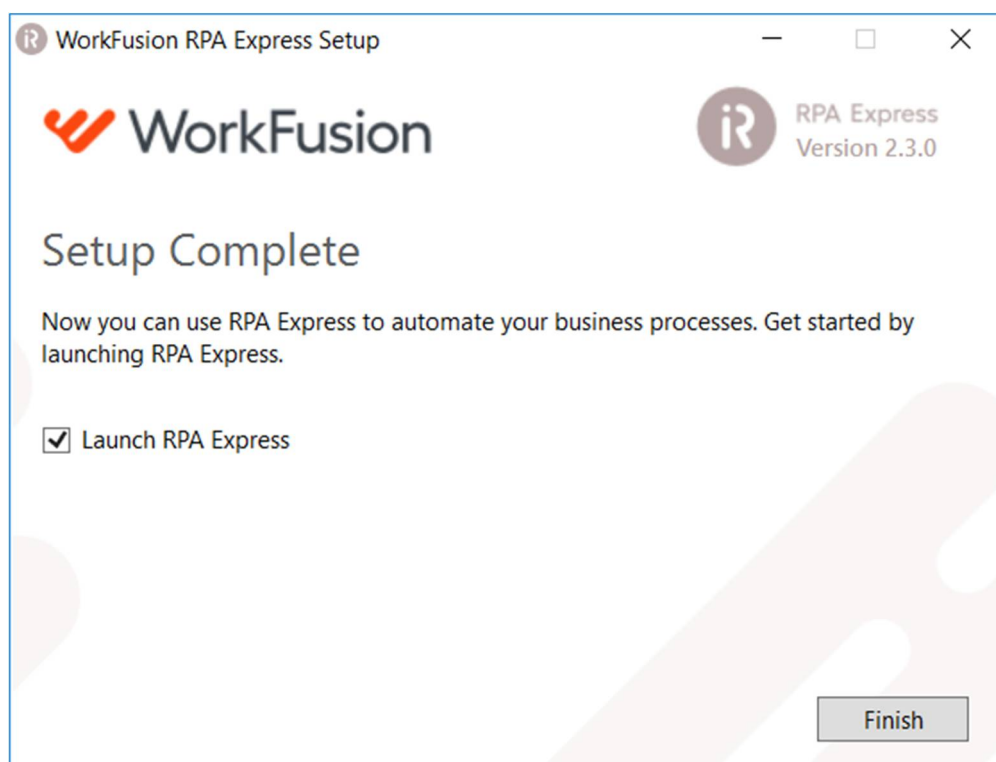 WorkFusion RPA Express Setup
WorkFusion
RPA Express
Version 2.3.0
Setup Complete
Now you can use RPA Express to automate your business processes. Get started by
launching RPA Express.
Launch RPA Express
Finish